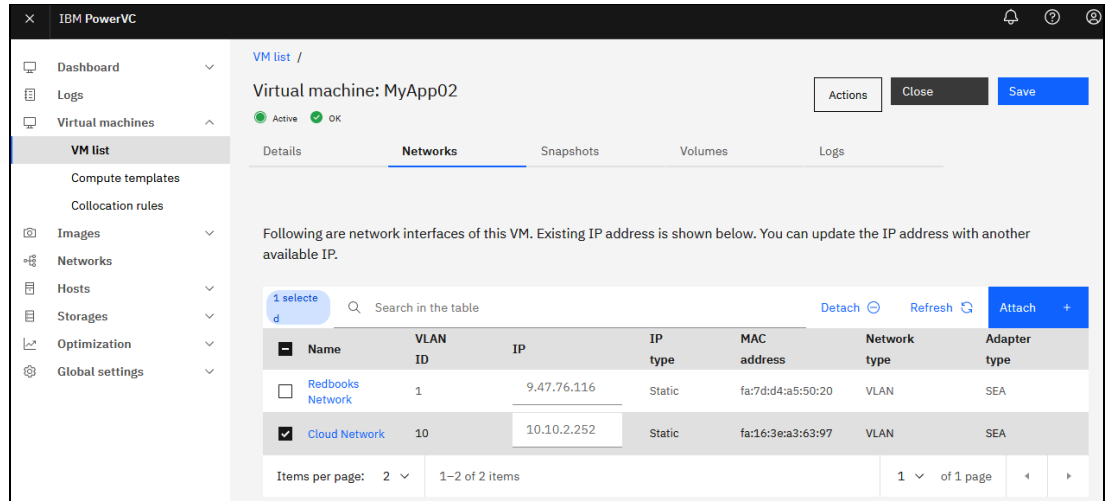 IBM PowerVC
Dashboard
Logs
Virtual machines
VM list
Compute templates
Collocation rules
Images
Networks
Hosts
Storages
Optimization
Global settings
VM list /
Virtual machine: MyApp02
Actions
Close
Save
Active OK
Details Networks Snapshots Volumes Logs
Following are network interfaces of this VM. Existing IP address is shown below. You can update the IP address with another
available IP.
1 selecte
d
Search in the table
Detach
Refresh
Attach +
Name VLAN ID IP IP type MAC address Network type Adapter type
Redbooks Network 1 9.47.76.116 Static fa:7d:d4:a5:50:20 VLAN SEA
Cloud Network 10 10.10.2.252 Static fa:16:3e:a3:63:97 VLAN SEA
Items per page: 2 1–2 of 2 items 1 of 1 page